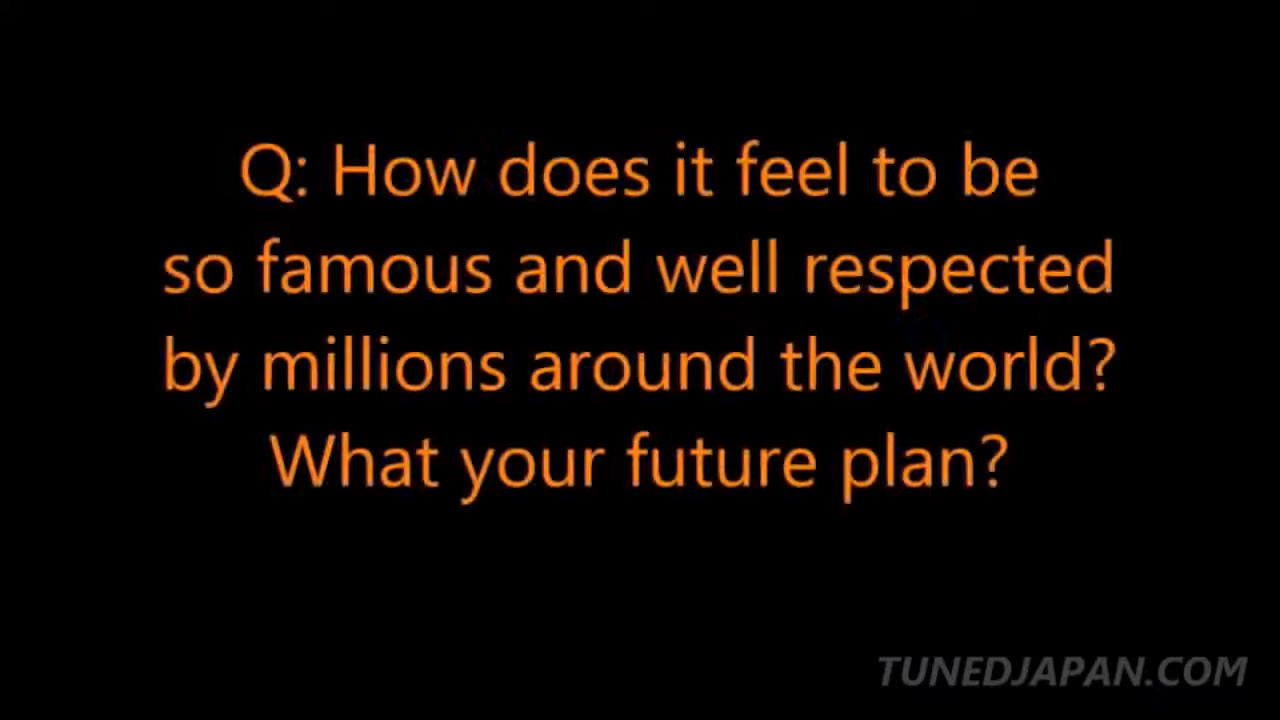 Q: How does it feel to be
so famous and well respected
by millions around the world?
What your future plan?
TUNEDJAPAN.COM